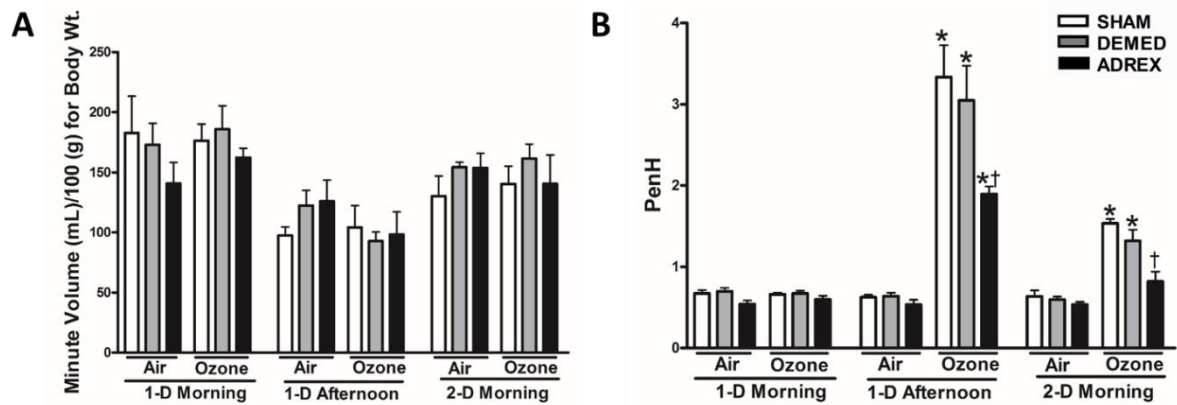 A
Minute Volume (mL)/100 (g) for Body Wt.
250
200
150
100
50
0
Air Ozone Air Ozone Air Ozone
1-D Morning 1-D Afternoon 2-D Morning
B
PenH
4
3
2
1
0
SHAM
DEMED
ADREX
* *
*†
* *
†
Air Ozone Air Ozone Air Ozone
1-D Morning 1-D Afternoon 2-D Morning